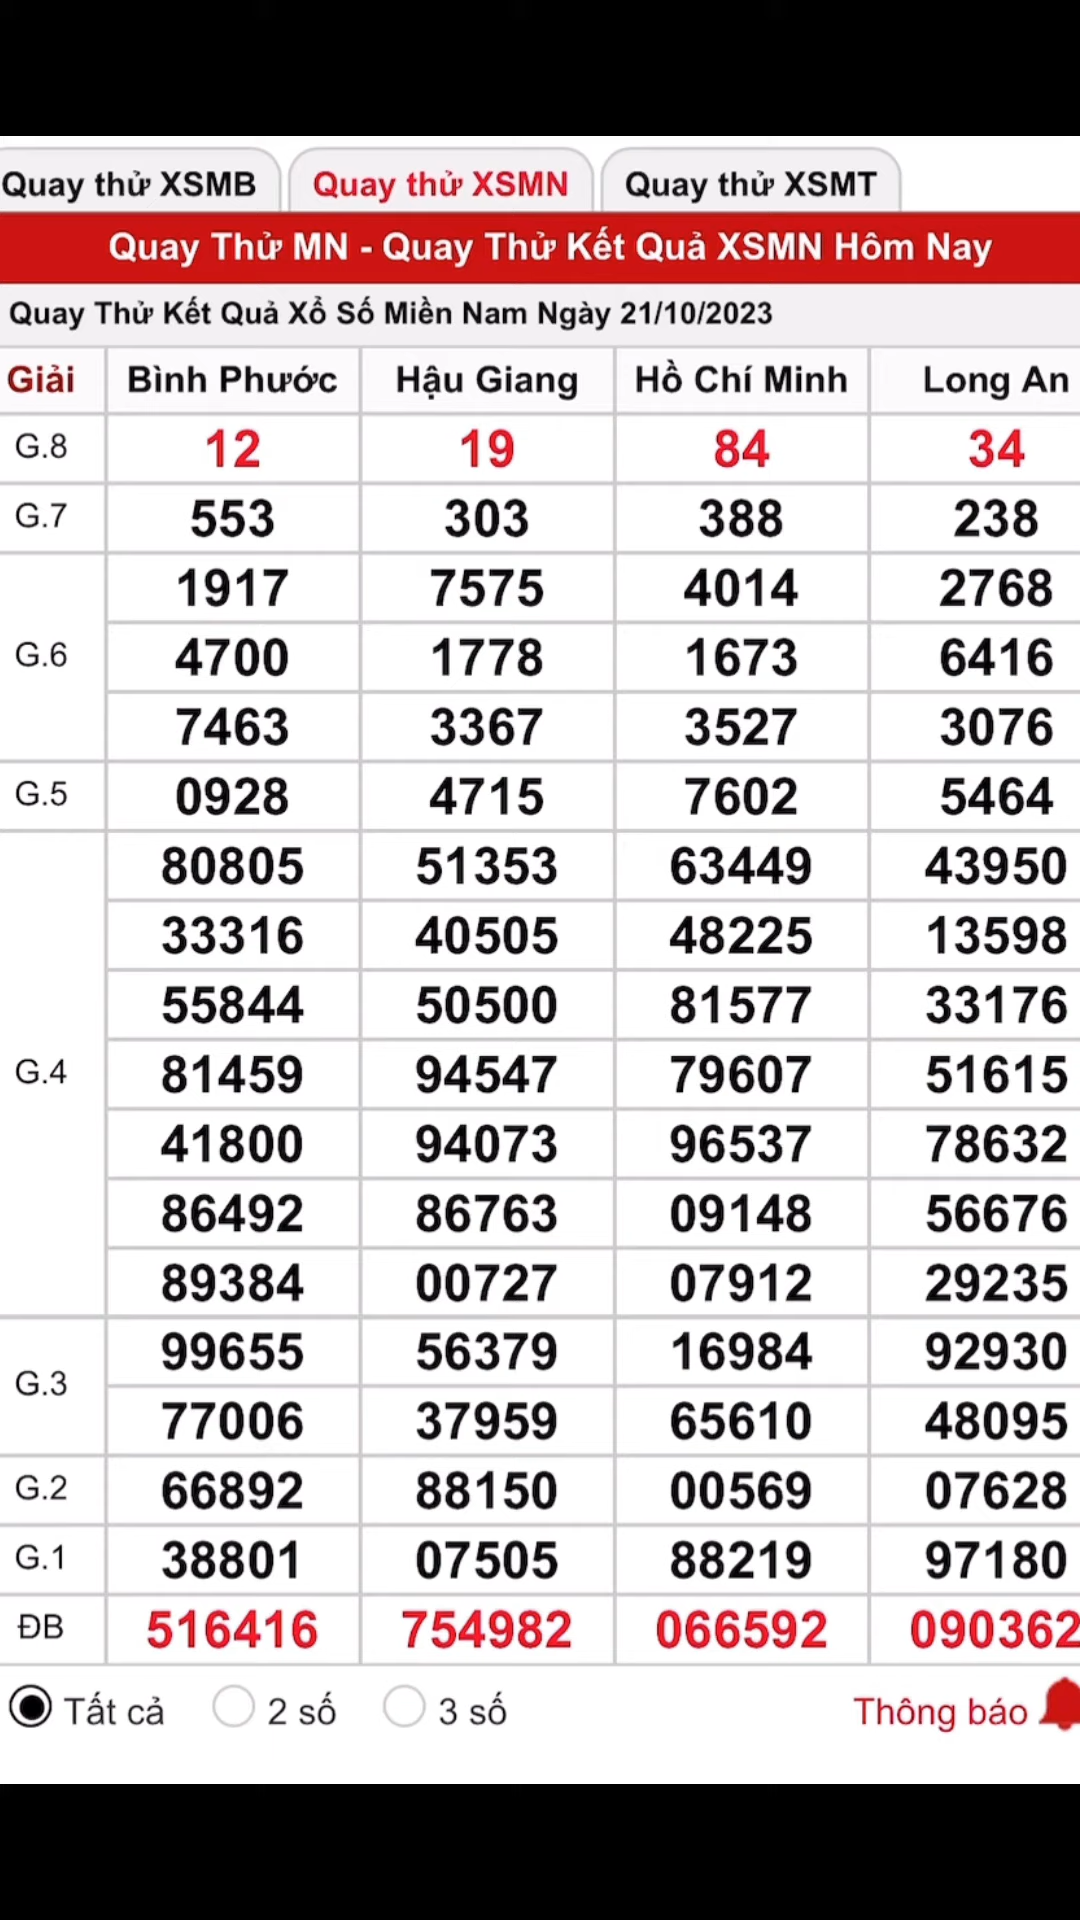 Quay thử XSMB Quay thử XSMN Quay thử XSMT
Quay Thử MN - Quay Thử Kết Quả XSMN Hôm Nay
Quay Thử Kết Quả Xổ Số Miền Nam Ngày 21/10/2023
Giải Bình Phước Hậu Giang Hồ Chí Minh Long An
G.8 12 19 84 34
G.7 553 303 388 238
1917 7575 4014 2768
G.6 4700 1778 1673 6416
7463 3367 3527 3076
G.5 0928 4715 7602 5464
80805 51353 63449 43950
33316 40505 48225 13598
55844 50500 81577 33176
G.4 81459 94547 79607 51615
41800 94073 96537 78632
86492 86763 09148 56676
89384 00727 07912 29235
G.3 99655 56379 16984 92930
77006 37959 65610 48095
G.2 66892 88150 00569 07628
G.1 38801 07505 88219 97180
ĐB 516416 754982 066592 090362
Tất cả 2 số 3 số Thông báo